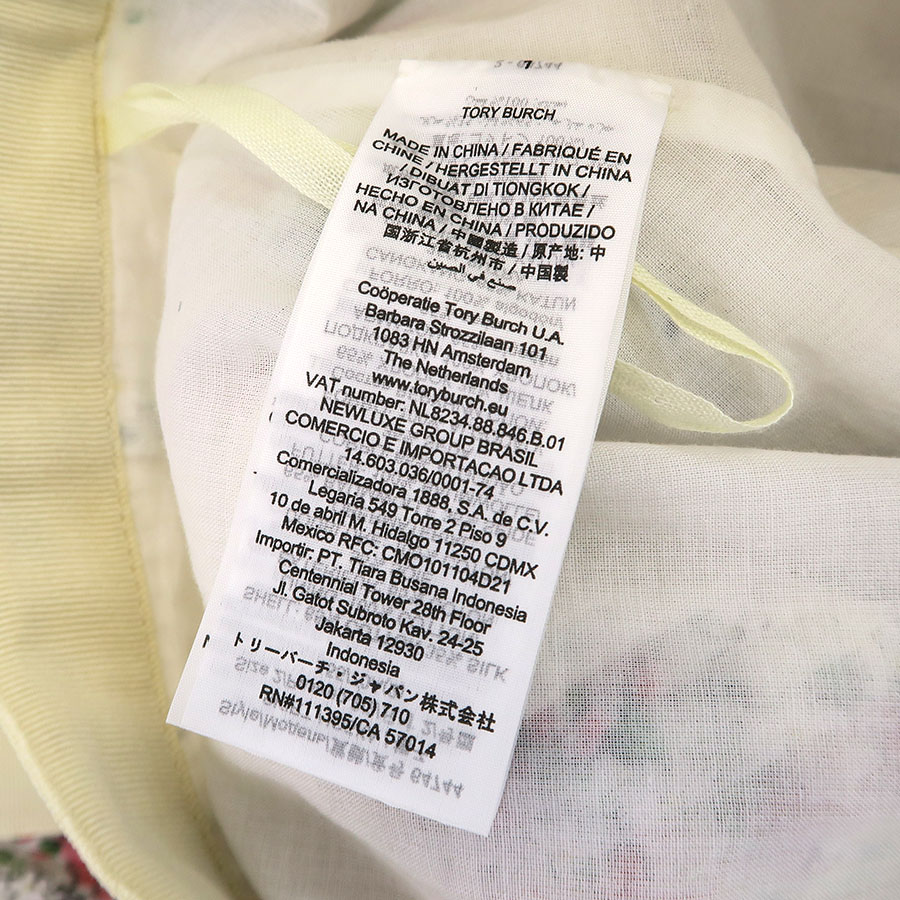 TORY BURCH
MADE IN CHINA / FABRIQUÉ EN
CHINE / HERGESTELLT IN CHINA
/ DIBUAT DI TIONGKOK /
ИЗГОТОВЛЕНО В КИТАЕ /
HECHO EN CHINA / PRODUZIDO
NA CHINA / 中國製造 / 原产地: 中
国浙江省杭州市 / 中国製
صنع في الصين
Coöperatie Tory Burch U.A.
Barbara Strozzilaan 101
1083 HN Amsterdam
The Netherlands
www.toryburch.eu
VAT number: NL8234.88.846.B.01
NEWLUXE GROUP BRASIL
COMERCIO E IMPORTACAO LTDA
14.603.036/0001-74
Comercializadora 1888, S.A. de C.V.
Legaria 549 Torre 2 Piso 9
10 de abril M. Hidalgo 11250 CDMX
Mexico RFC: CMO101104D21
Importir: PT. Tiara Busana Indonesia
Centennial Tower 28th Floor
Jl. Gatot Subroto Kav. 24-25
Jakarta 12930
Indonesia
トリーバーチ・ジャパン株式会社
0120 (705) 710
RN#111395/CA 57014